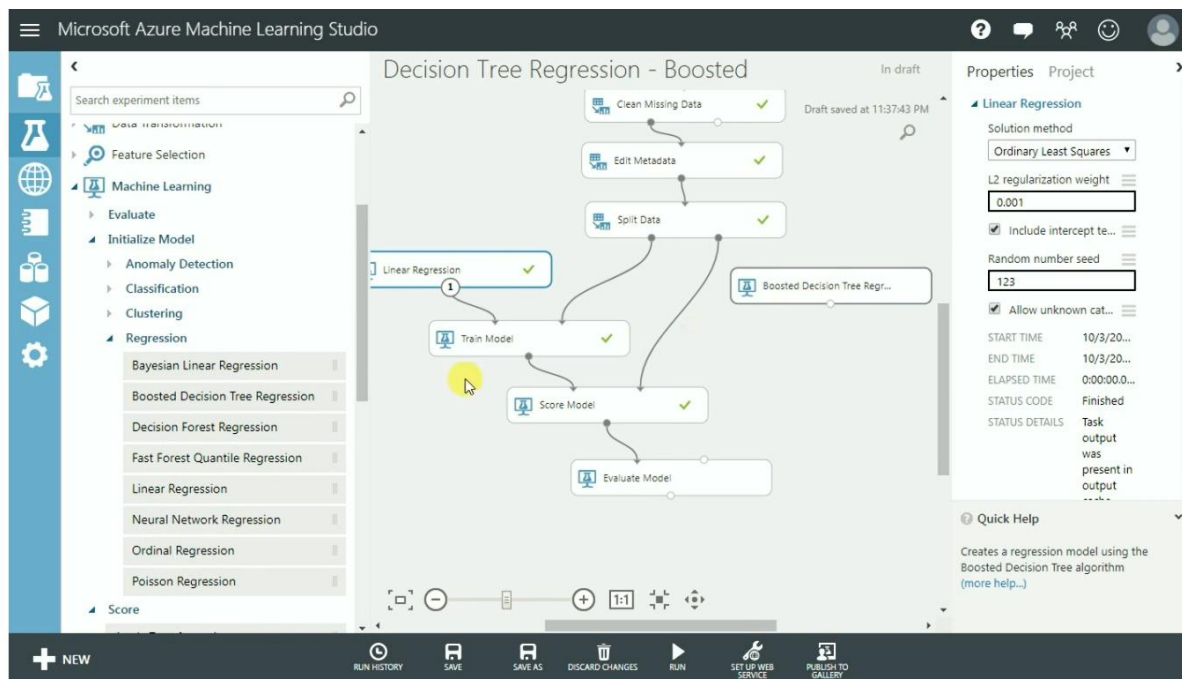 Microsoft Azure Machine Learning Studio
Search experiment items
Data Transformation
Feature Selection
Machine Learning
Evaluate
Initialize Model
Anomaly Detection
Classification
Clustering
Regression
Bayesian Linear Regression
Boosted Decision Tree Regression
Decision Forest Regression
Fast Forest Quantile Regression
Linear Regression
Neural Network Regression
Ordinal Regression
Poisson Regression
Score
Decision Tree Regression - Boosted
In draft
Draft saved at 11:37:43 PM
Clean Missing Data
Edit Metadata
Split Data
Linear Regression
1
Boosted Decision Tree Regr...
Train Model
Score Model
Evaluate Model
1:1
Properties Project
Linear Regression
Solution method
Ordinary Least Squares
L2 regularization weight
0.001
Include intercept te...
Random number seed
123
Allow unknown cat...
START TIME 10/3/20...
END TIME 10/3/20...
ELAPSED TIME 0:00:00.0...
STATUS CODE Finished
STATUS DETAILS Task
output
was
present in
output
Quick Help
Creates a regression model using the
Boosted Decision Tree algorithm
(more help...)
NEW
RUN HISTORY
SAVE
SAVE AS
DISCARD CHANGES
RUN
SET UP WEB
SERVICE
PUBLISH TO
GALLERY